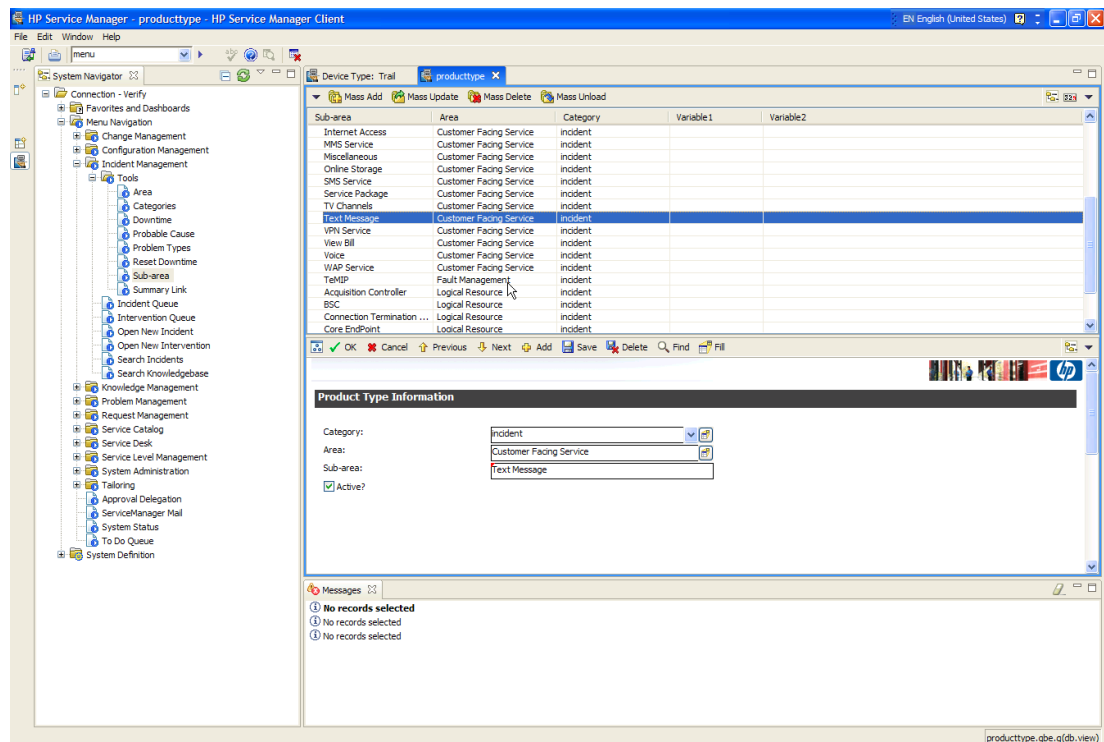 HP Service Manager - producttype - HP Service Manager Client
EN English (United States)
File Edit Window Help
menu
System Navigator
Connection - Verify
Favorites and Dashboards
Menu Navigation
Change Management
Configuration Management
Incident Management
Tools
Area
Categories
Downtime
Probable Cause
Problem Types
Reset Downtime
Sub-area
Summary Link
Incident Queue
Intervention Queue
Open New Incident
Open New Intervention
Search Incidents
Search Knowledgebase
Knowledge Management
Problem Management
Request Management
Service Catalog
Service Desk
Service Level Management
System Administration
Tailoring
Approval Delegation
ServiceManager Mail
System Status
To Do Queue
System Definition
Device Type: Trail producttype
Mass Add Mass Update Mass Delete Mass Unload
Sub-area Area Category Variable1 Variable2
Internet Access Customer Facing Service incident
MMS Service Customer Facing Service incident
Miscellaneous Customer Facing Service incident
Online Storage Customer Facing Service incident
SMS Service Customer Facing Service incident
Service Package Customer Facing Service incident
TV Channels Customer Facing Service incident
Text Message Customer Facing Service incident
VPN Service Customer Facing Service incident
View Bill Customer Facing Service incident
Voice Customer Facing Service incident
WAP Service Customer Facing Service incident
TeMIP Fault Management incident
Acquisition Controller Logical Resource incident
BSC Logical Resource incident
Connection Termination ... Logical Resource incident
Core EndPoint Logical Resource incident
OK Cancel Previous Next Add Save Delete Find Fill
hp
Product Type Information
Category: incident
Area: Customer Facing Service
Sub-area: Text Message
Active?
Messages
No records selected
No records selected
No records selected
producttype.qbe.g(db.view)